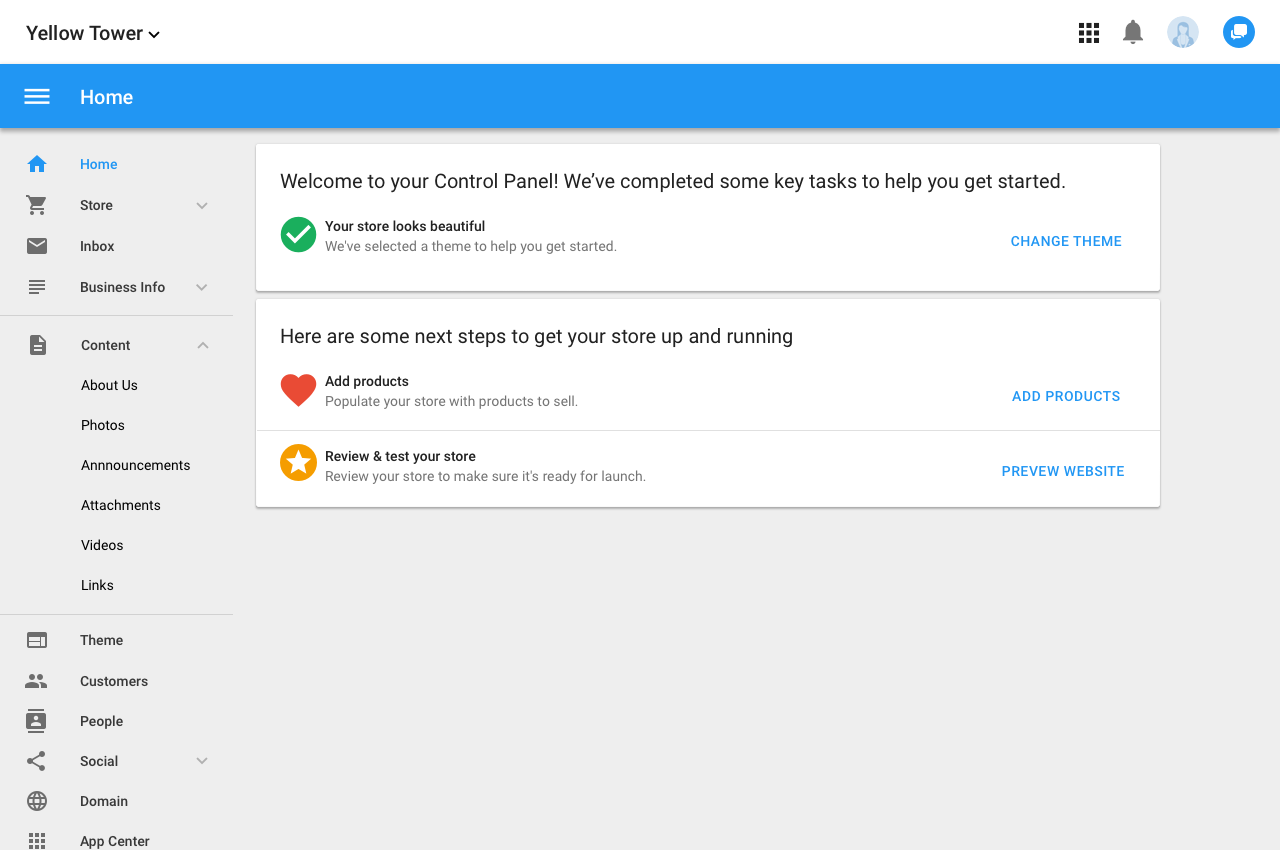 Yellow Tower
Home
Home
Store
Inbox
Business Info
Content
About Us
Photos
Annnouncements
Attachments
Videos
Links
Theme
Customers
People
Social
Domain
App Center
Welcome to your Control Panel! We’ve completed some key tasks to help you get started.
Your store looks beautiful
We've selected a theme to help you get started.
CHANGE THEME
Here are some next steps to get your store up and running
Add products
Populate your store with products to sell.
ADD PRODUCTS
Review & test your store
Review your store to make sure it's ready for launch.
PREVEW WEBSITE